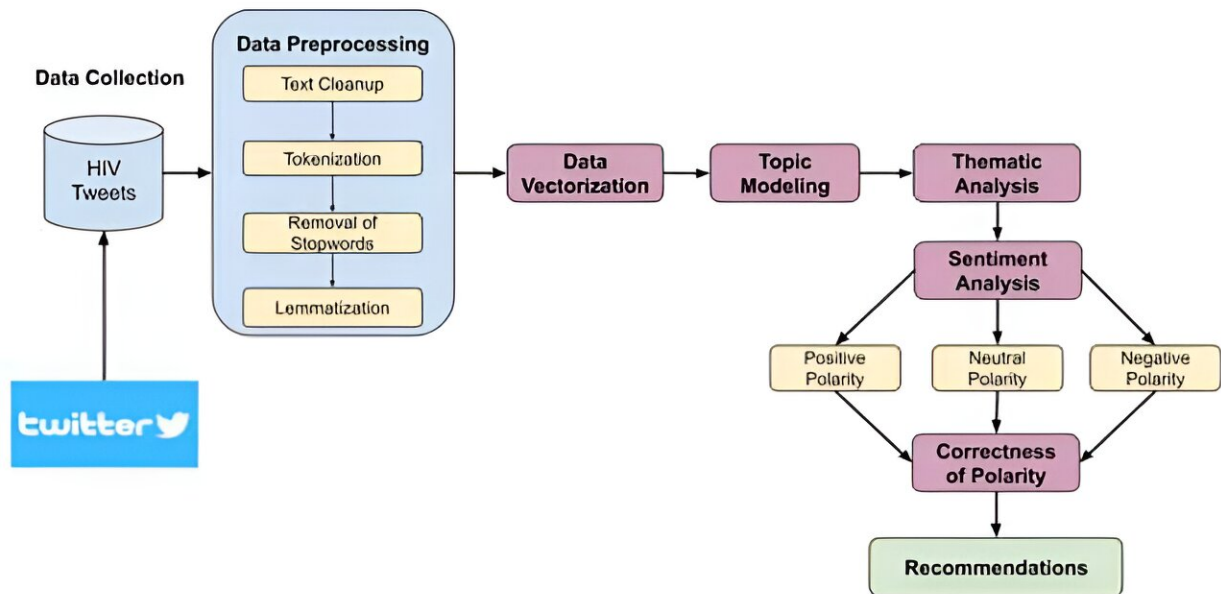 Data Collection
HIV
Tweets
twitter
Data Preprocessing
Text Cleanup
Tokenization
Removal of
Stopwords
Lemmatization
Data
Vectorization
Topic
Modeling
Thematic
Analysis
Sentiment
Analysis
Positive
Polarity
Neutral
Polarity
Negative
Polarity
Correctness
of Polarity
Recommendations